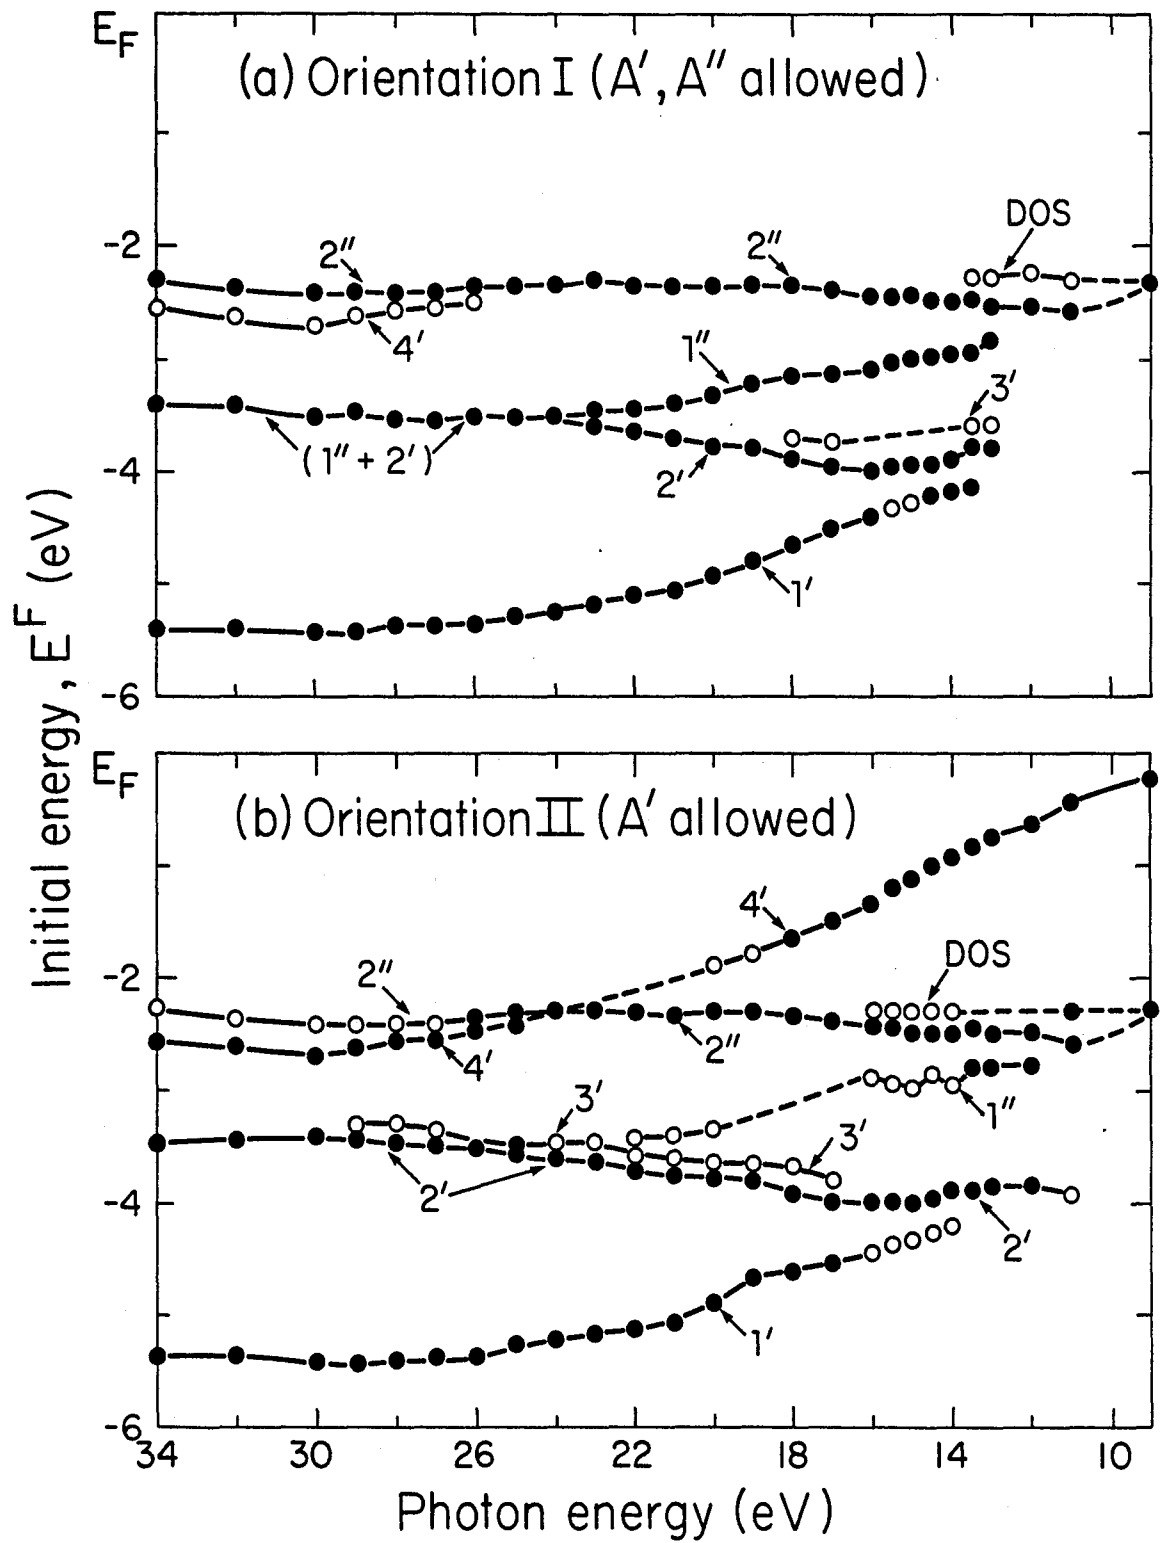 E_F
(a) Orientation I (A′, A″ allowed)
DOS
-2
2″
2″
4′
1″
3′
(1″ + 2′)
-4
2′
1′
-6
Initial energy, E^F (eV)
E_F
(b) Orientation III (A′ allowed)
4′
-2
2″
DOS
4′
2″
3′
1″
3′
2′
-4
2′
1′
-6
34 30 26 22 18 14 10
Photon energy (eV)